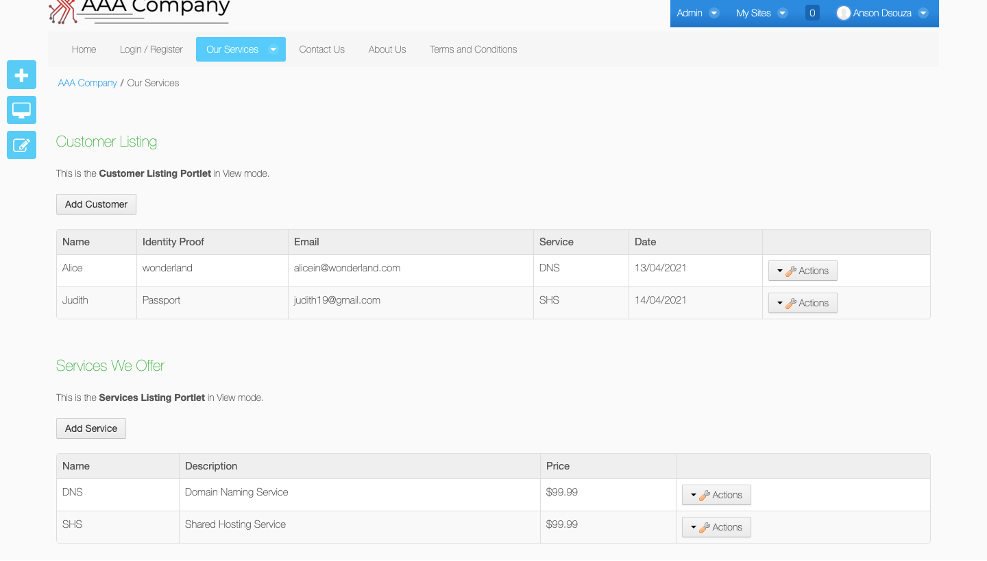 AAA Company
Admin My Sites 0 Anson Dsouza
Home Login / Register Our Services Contact Us About Us Terms and Conditions
AAA Company / Our Services
Customer Listing
This is the Customer Listing Portlet in View mode.
Add Customer
Name Identity Proof Email Service Date
Alice wonderland alicein@wonderland.com DNS 13/04/2021 Actions
Judith Passport judith19@gmail.com SHS 14/04/2021 Actions
Services We Offer
This is the Services Listing Portlet in View mode.
Add Service
Name Description Price
DNS Domain Naming Service $99.99 Actions
SHS Shared Hosting Service $99.99 Actions